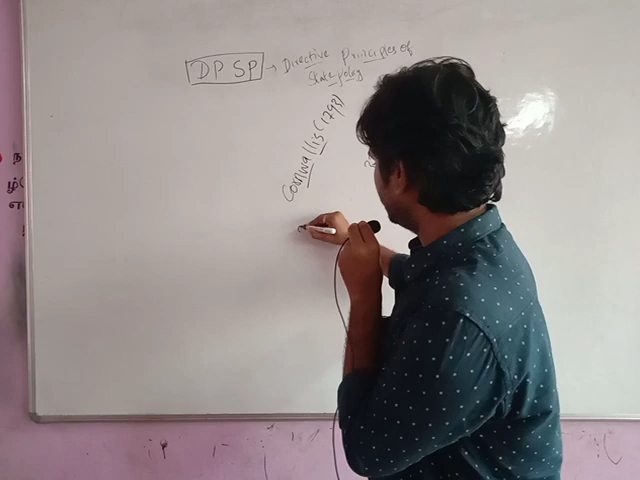 DPSP → Directive Principles of
State policy
Cornwallis (1793)